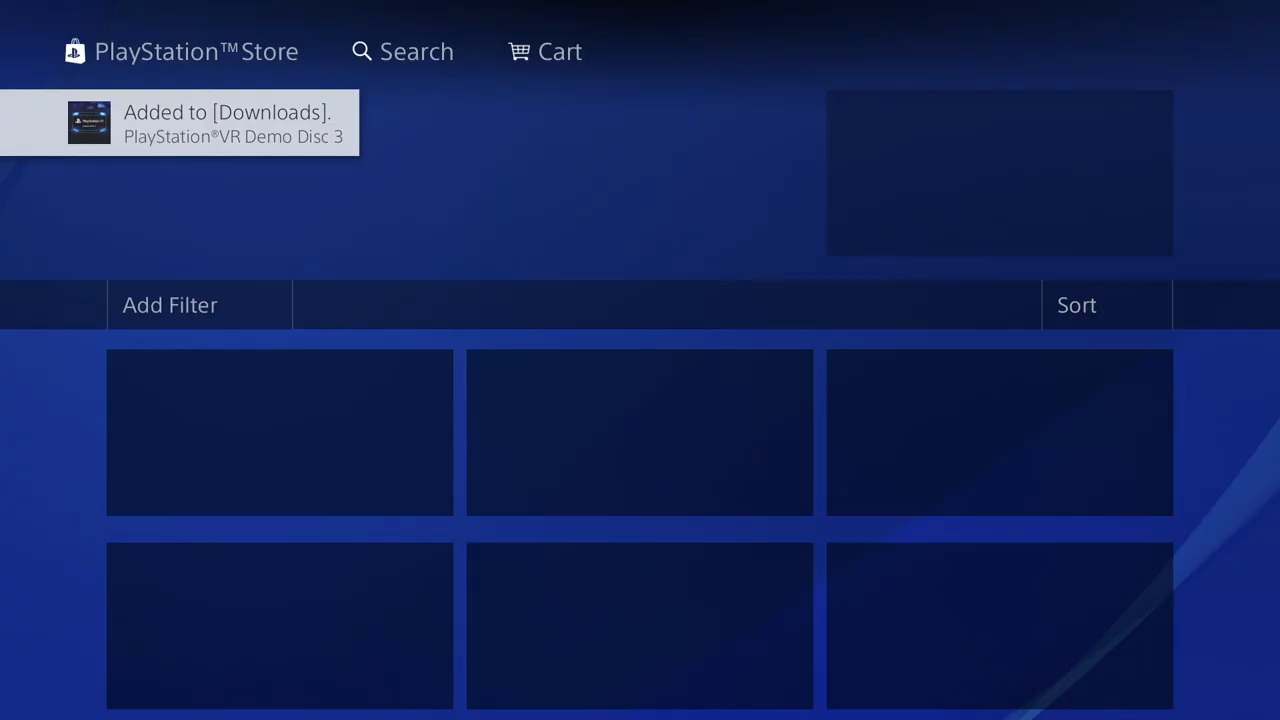 PlayStation™Store
Search
Cart
Added to [Downloads].
PlayStation®VR Demo Disc 3
Add Filter
Sort